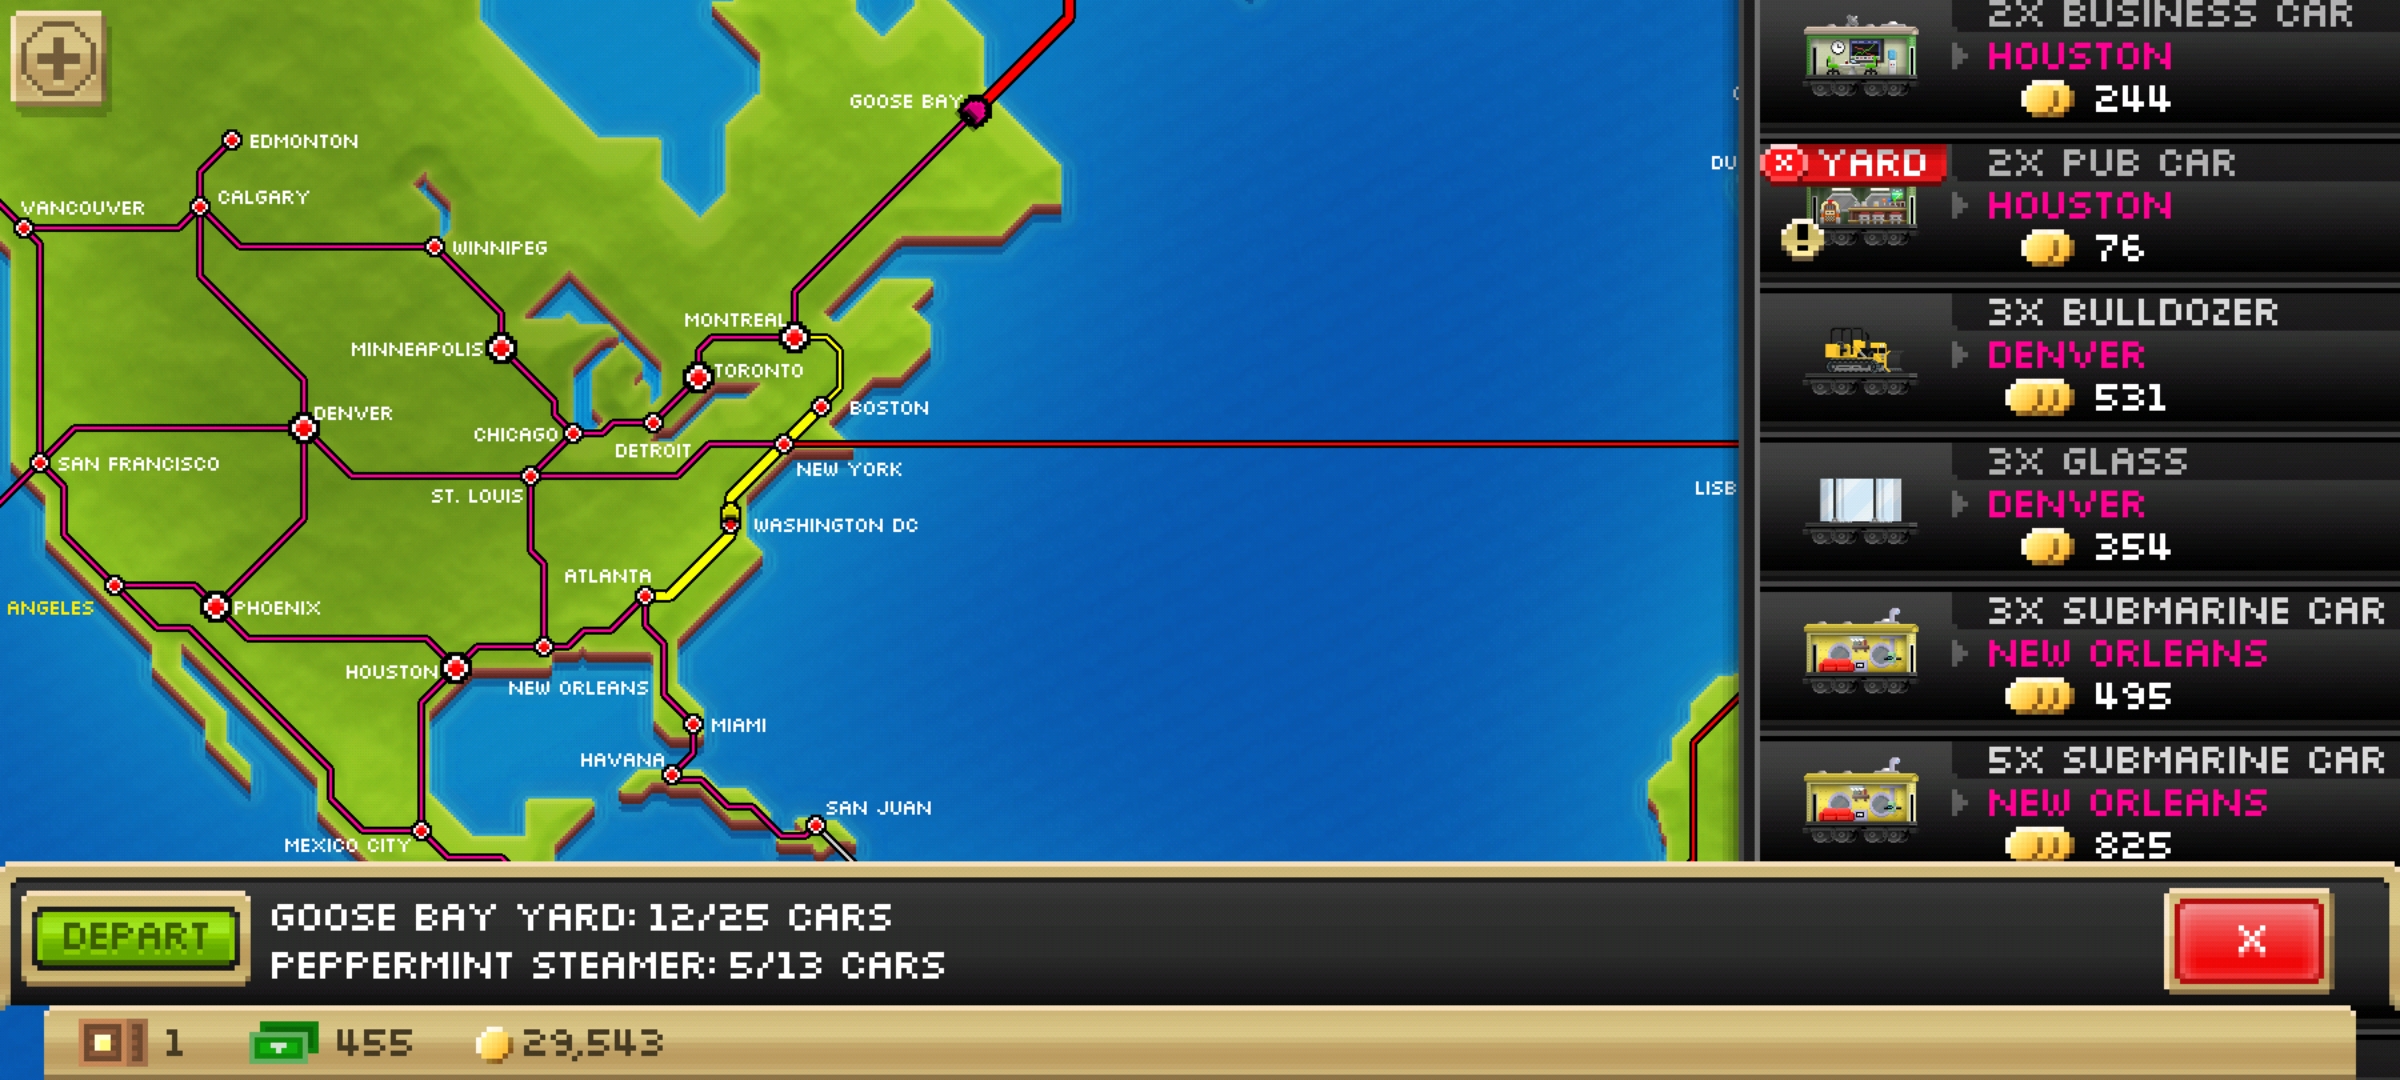 GOOSE BAY
EDMONTON
CALGARY
VANCOUVER
WINNIPEG
MONTREAL
MINNEAPOLIS
TORONTO
DENVER
BOSTON
CHICAGO
DETROIT
SAN FRANCISCO
NEW YORK
ST. LOUIS
LISB
DU
WASHINGTON DC
ATLANTA
ANGELES
PHOENIX
HOUSTON
NEW ORLEANS
MIAMI
HAVANA
SAN JUAN
MEXICO CITY
2X BUSINESS CAR
HOUSTON
244
YARD
2X PUB CAR
HOUSTON
76
3X BULLDOZER
DENVER
531
3X GLASS
DENVER
354
3X SUBMARINE CAR
NEW ORLEANS
495
5X SUBMARINE CAR
NEW ORLEANS
825
DEPART
GOOSE BAY YARD: 12/25 CARS
PEPPERMINT STEAMER: 5/13 CARS
X
1
455
29,543